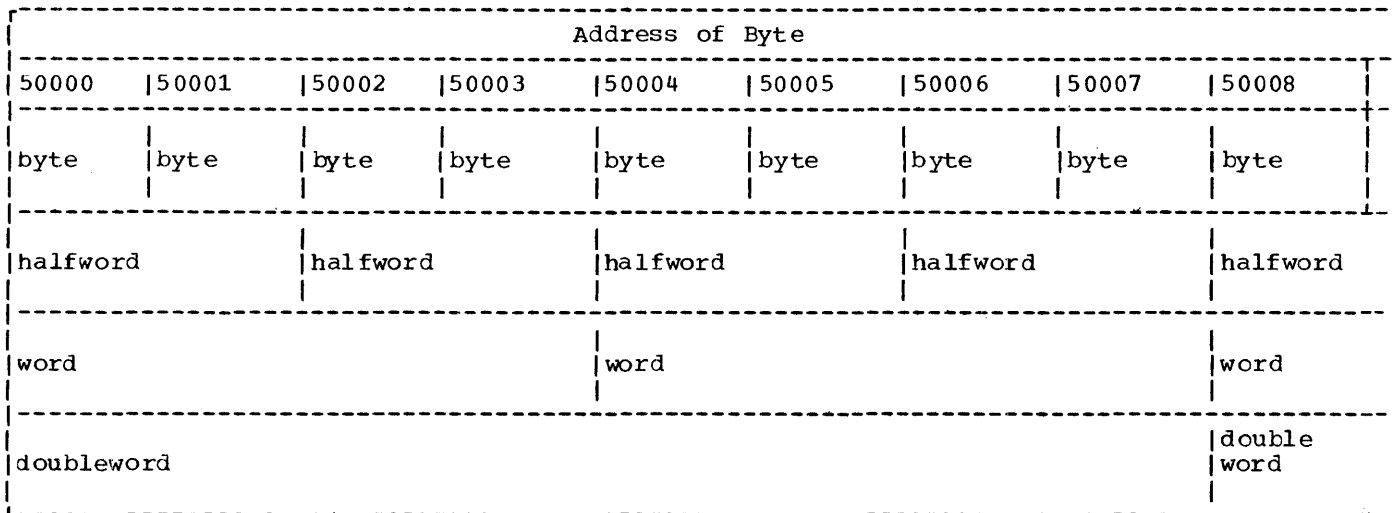 Address of Byte
50000 |50001 |50002 |50003 |50004 |50005 |50006 |50007 |50008
|byte |byte |byte |byte |byte |byte |byte |byte |byte
|halfword |halfword |halfword |halfword |halfword
|word |word |word
|doubleword |double
word